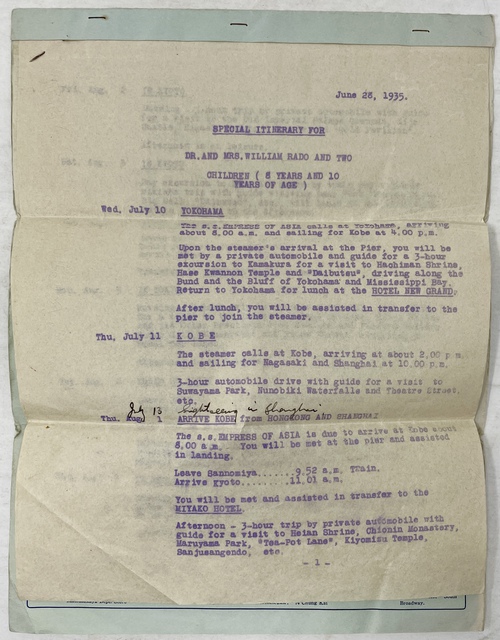 June 28, 1935.
SPECIAL ITINERARY FOR
DR.AND MRS.WILLIAM RADO AND TWO
CHILDREN ( 8 YEARS AND 10
YEARS OF AGE )
Wed, July 10 YOKOHAMA
The s.s.EMPRESS OF ASIA calls at Yokohama, arriving
about 8.00 a.m. and sailing for Kobe at 4.00 p.m.
Upon the steamer's arrival at the Pier, you will be
met by a private automobile and guide for a 3-hour
excursion to Kamakura for a visit to Hachiman Shrine,
Hase Kwannon Temple and "Daibutsu", driving along the
Bund and the Bluff of Yokohama and Mississippi Bay.
Return to Yokohama for lunch at the HOTEL NEW GRAND.
After lunch, you will be assisted in transfer to the
pier to join the steamer.
Thu, July 11 K O B E
The steamer calls at Kobe, arriving at about 2.00 p.m.
and sailing for Nagasaki and Shanghai at 10.00 p.m.
3-hour automobile drive with guide for a visit to
Suwayama Park, Nunobiki Waterfalls and Theatre Street,
etc.
July 13 Sightseeing in Shanghai
Thu, Aug 1 ARRIVE KOBE from HONGKONG AND SHANGHAI
The s.s.EMPRESS OF ASIA is due to arrive at Kobe about
8.00 a.m. You will be met at the pier and assisted
in landing.
Leave Sannomiya.......9.52 a.m. Train.
Arrive Kyoto.......11.01 a.m.
You will be met and assisted in transfer to the
MIYAKO HOTEL.
Afternoon - 3-hour trip by private automobile with
guide for a visit to Heian Shrine, Chionin Monastery,
Maruyama Park, "Tea-Pot Lane", Kiyomisu Temple,
Sanjusangendo, etc.
- 1 -
Broadway.